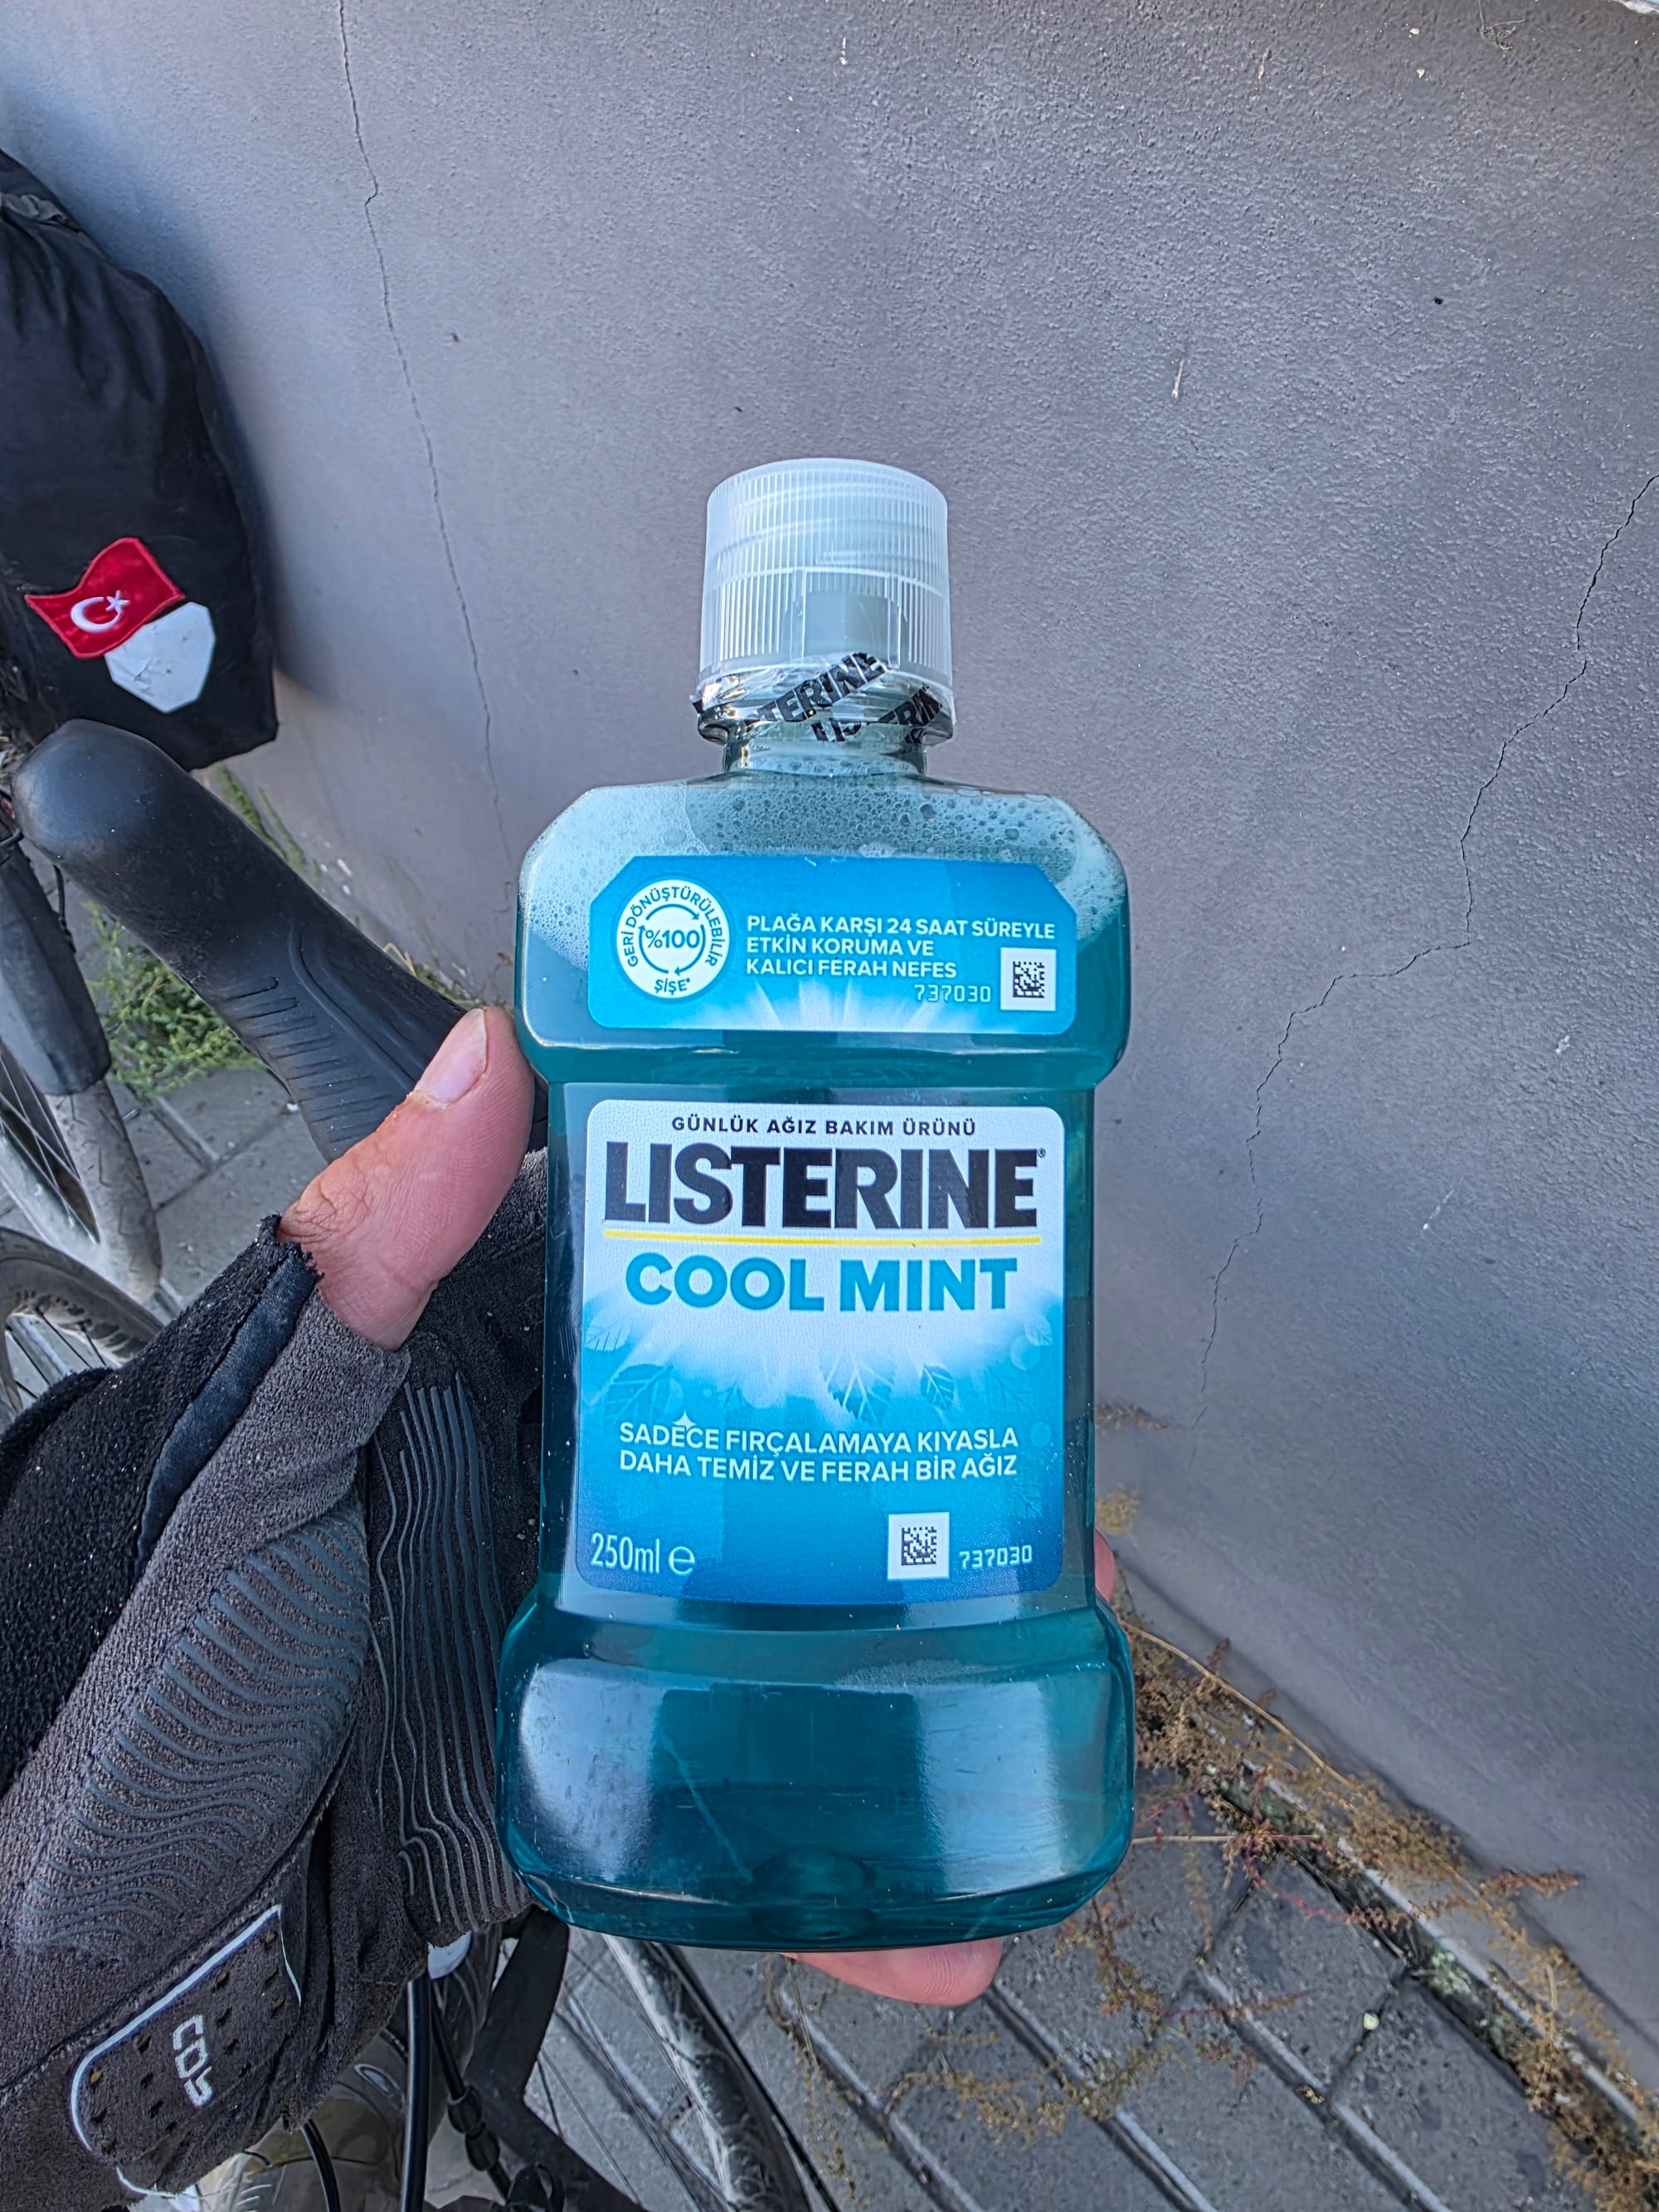 LISTERINE
GERİ DÖNÜŞTÜRÜLEBİLİR
%100
ŞİŞE*
PLAĞA KARŞI 24 SAAT SÜREYLE
ETKİN KORUMA VE
KALICI FERAH NEFES
737030
GÜNLÜK AĞIZ BAKIM ÜRÜNÜ
LISTERINE®
COOL MINT
SADECE FIRÇALAMAYA KIYASLA
DAHA TEMİZ VE FERAH BİR AĞIZ
250ml e
737030